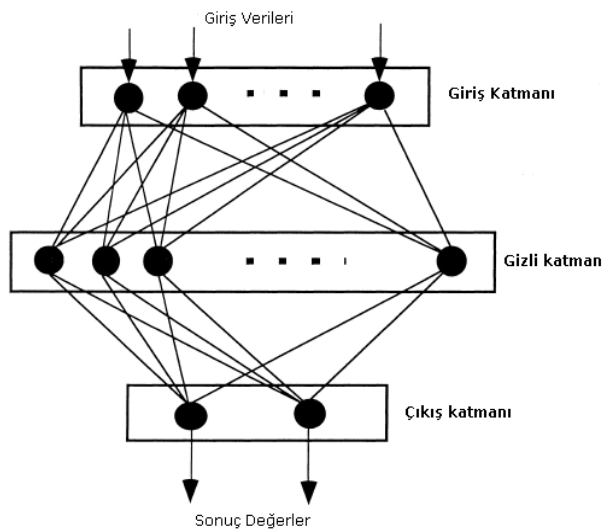 Giriş Verileri
Giriş Katmanı
Gizli katman
Çıkış katmanı
Sonuç Değerler